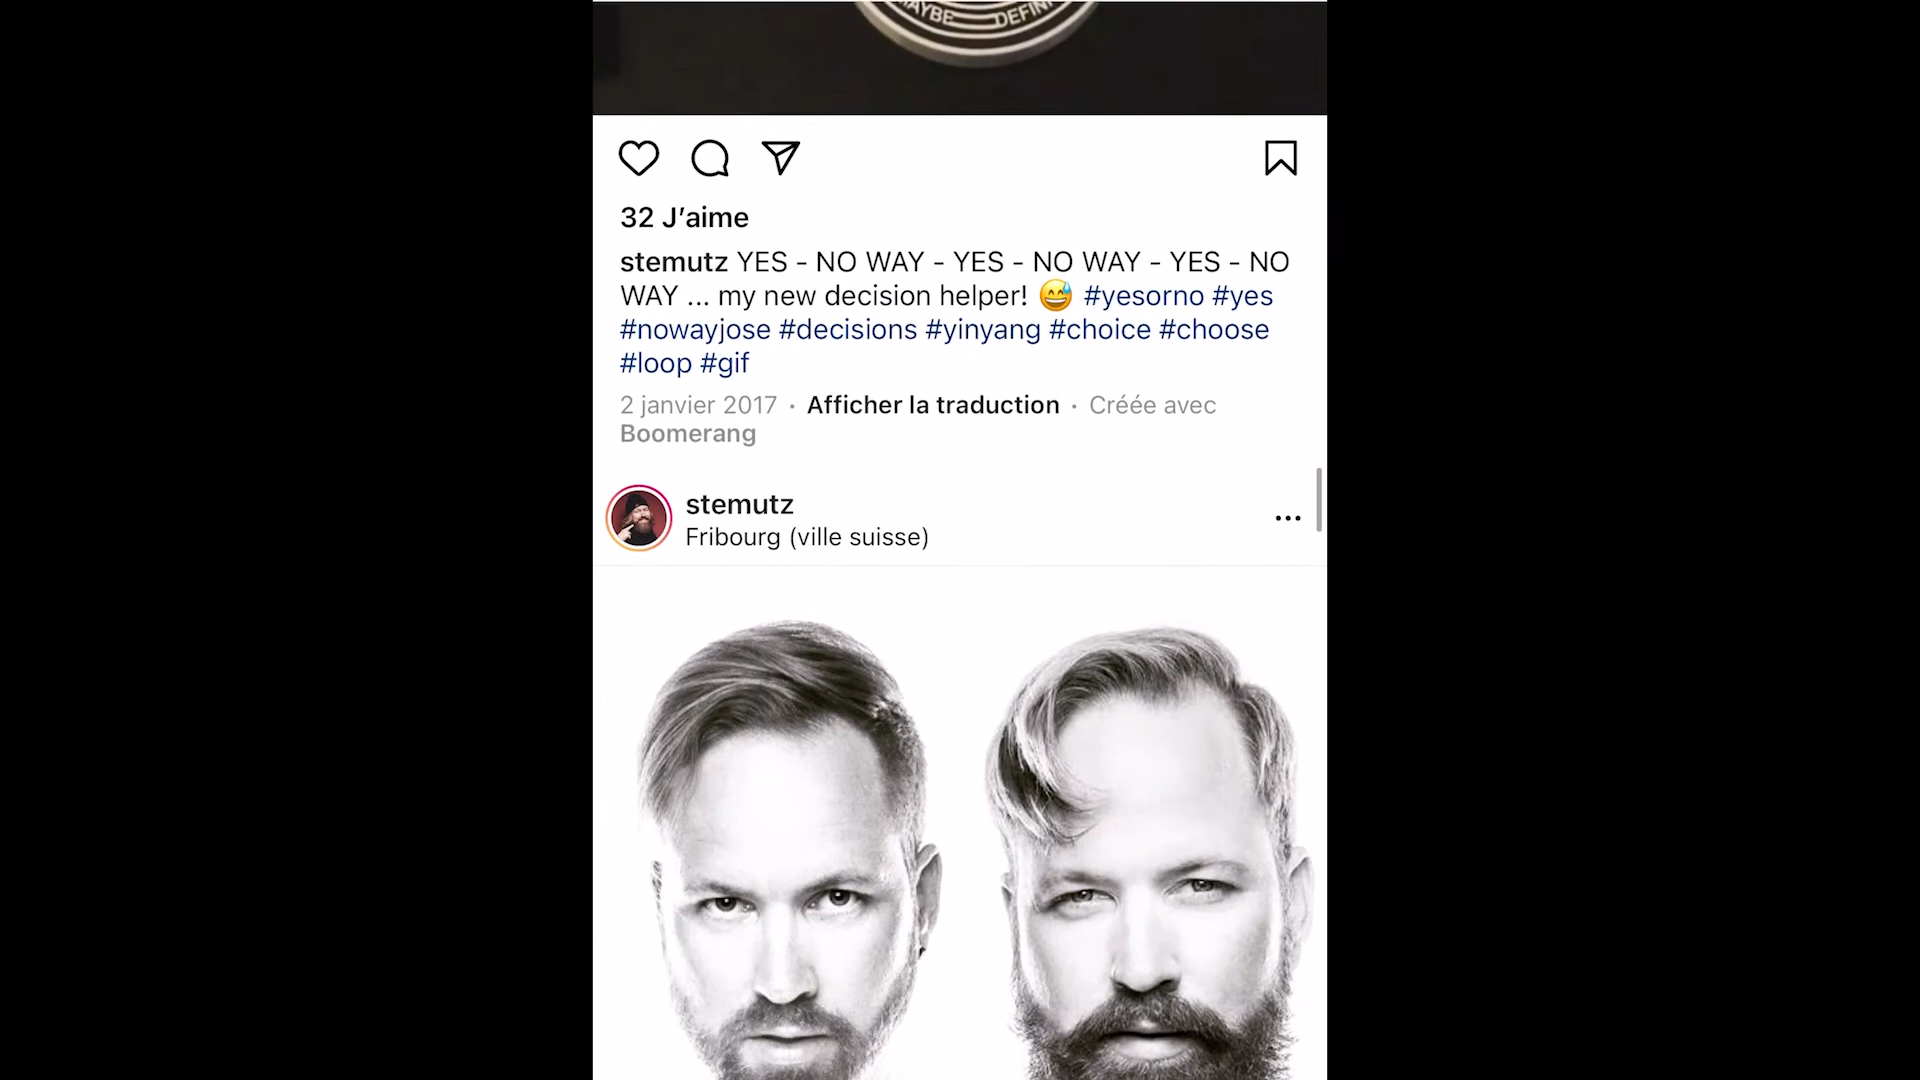 MAYBE DEFIN
32 J’aime
stemutz YES - NO WAY - YES - NO WAY - YES - NO
WAY ... my new decision helper! 😅 #yesorno #yes
#nowayjose #decisions #yinyang #choice #choose
#loop #gif
2 janvier 2017 · Afficher la traduction · Créée avec
Boomerang
stemutz
Fribourg (ville suisse)